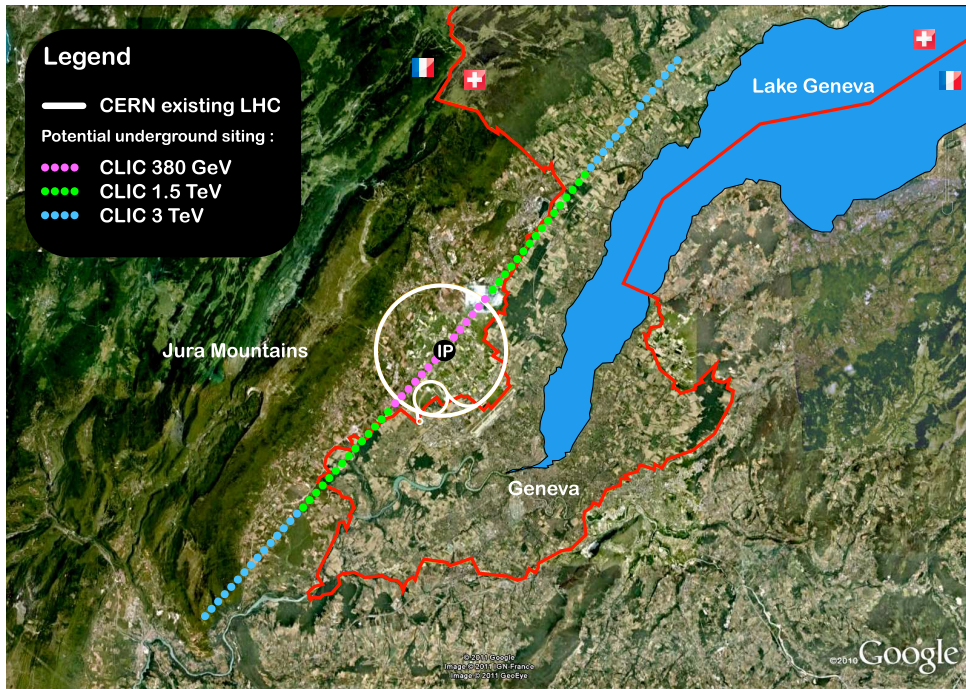 Legend
CERN existing LHC
Potential underground siting :
CLIC 380 GeV
CLIC 1.5 TeV
CLIC 3 TeV
Lake Geneva
Jura Mountains
IP
Geneva
© 2011 Google
Image © 2011 IGN-France
Image © 2011 GeoEye
©2010 Google